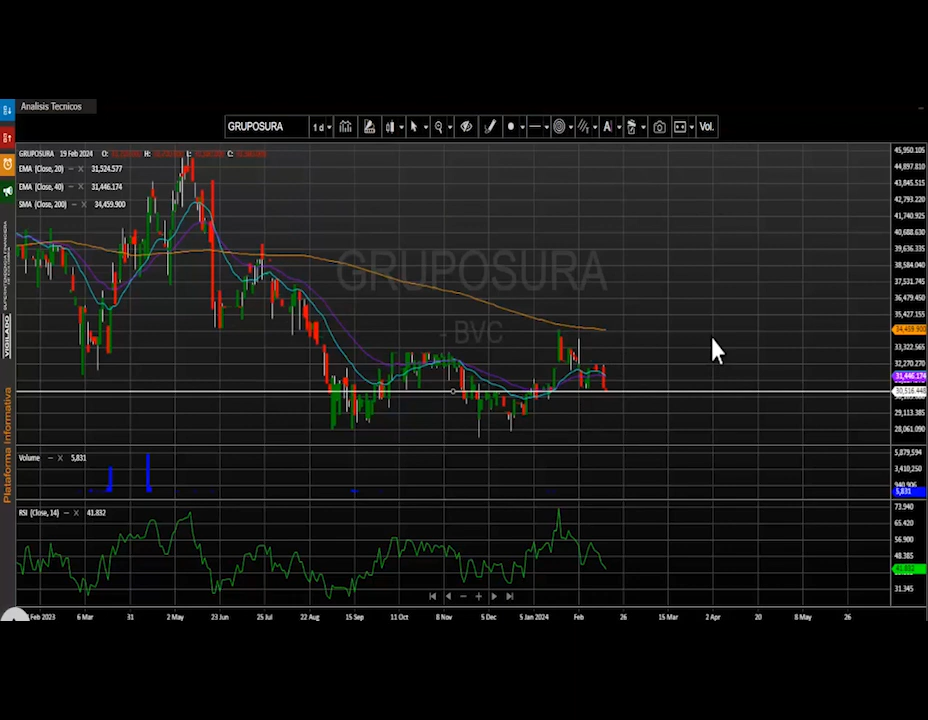 Analisis Tecnicos
GRUPOSURA
1 d
A
Vol.
GRUPOSURA 19 Feb 2024 O: H: L: C:
EMA (Close, 20) 31,524.577
EMA (Close, 40) 31,446.174
SMA (Close, 200) 34,459.900
GRUPOSURA
BVC
45,950.105
44,897.810
43,845.515
42,793.220
41,740.925
40,688.630
39,636.335
38,584.040
37,531.745
36,479.450
35,427.155
34,459.900
33,322.565
32,270.270
31,446.174
30,516.440
29,113.385
28,061.090
Volume 5,831
5,879,594
3,410,250
940,906
5,831
RSI (Close, 14) 41.832
73.940
65.420
56.900
48.385
41.832
31.345
Feb 2023 6 Mar 31 2 May 23 Jun 25 Jul 22 Aug 15 Sep 11 Oct 8 Nov 5 Dec 5 Jan 2024 Feb 26 15 Mar 2 Apr 20 8 May 26
VIGILADO
Plataforma Informativa